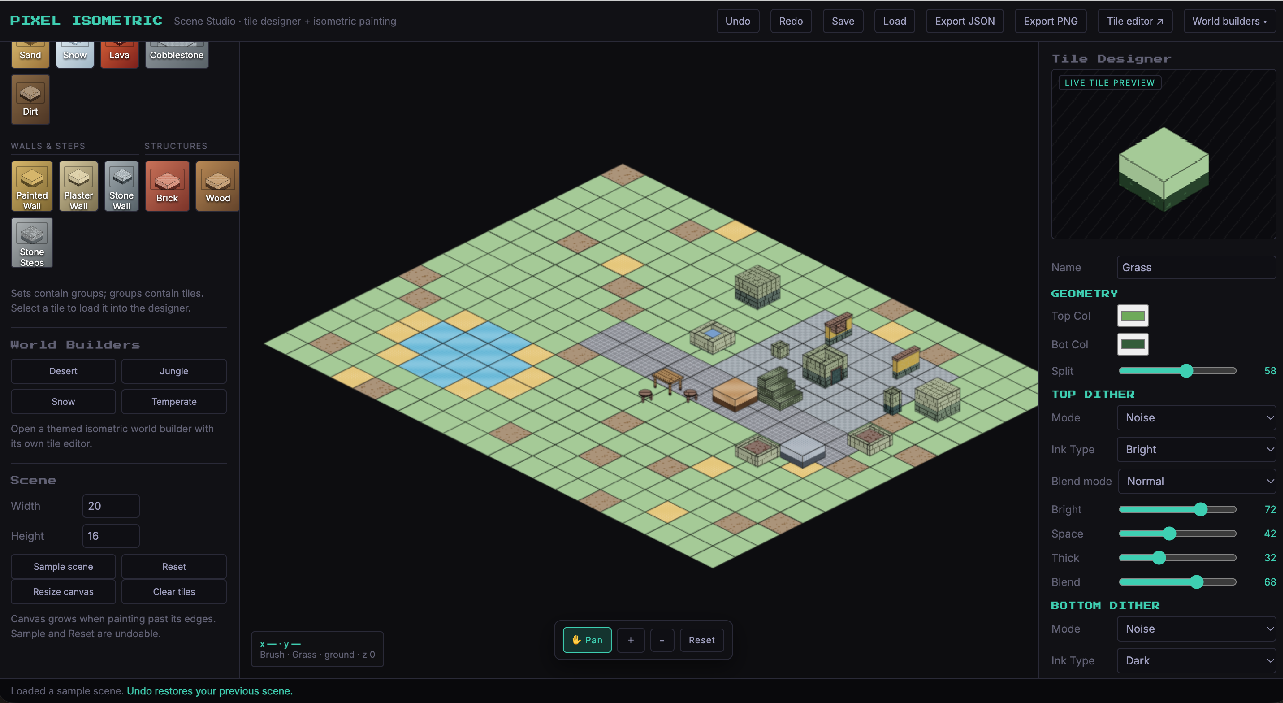 PIXEL ISOMETRIC Scene Studio · tile designer + isometric painting
Undo Redo Save Load Export JSON Export PNG Tile editor ↗ World builders
Sand Snow Lava Cobblestone
Dirt
WALLS & STEPS STRUCTURES
Painted Wall
Plaster Wall
Stone Wall
Brick
Wood
Stone Steps
Sets contain groups; groups contain tiles.
Select a tile to load it into the designer.
World Builders
Desert Jungle
Snow Temperate
Open a themed isometric world builder with
its own tile editor.
Scene
Width 20
Height 16
Sample scene Reset
Resize canvas Clear tiles
Canvas grows when painting past its edges.
Sample and Reset are undoable.
x — · y —
Brush · Grass · ground · z 0
Pan + - Reset
Tile Designer
LIVE TILE PREVIEW
Name Grass
GEOMETRY
Top Col
Bot Col
Split 58
TOP DITHER
Mode Noise
Ink Type Bright
Blend mode Normal
Bright 72
Space 42
Thick 32
Blend 68
BOTTOM DITHER
Mode Noise
Ink Type Dark
Loaded a sample scene. Undo restores your previous scene.